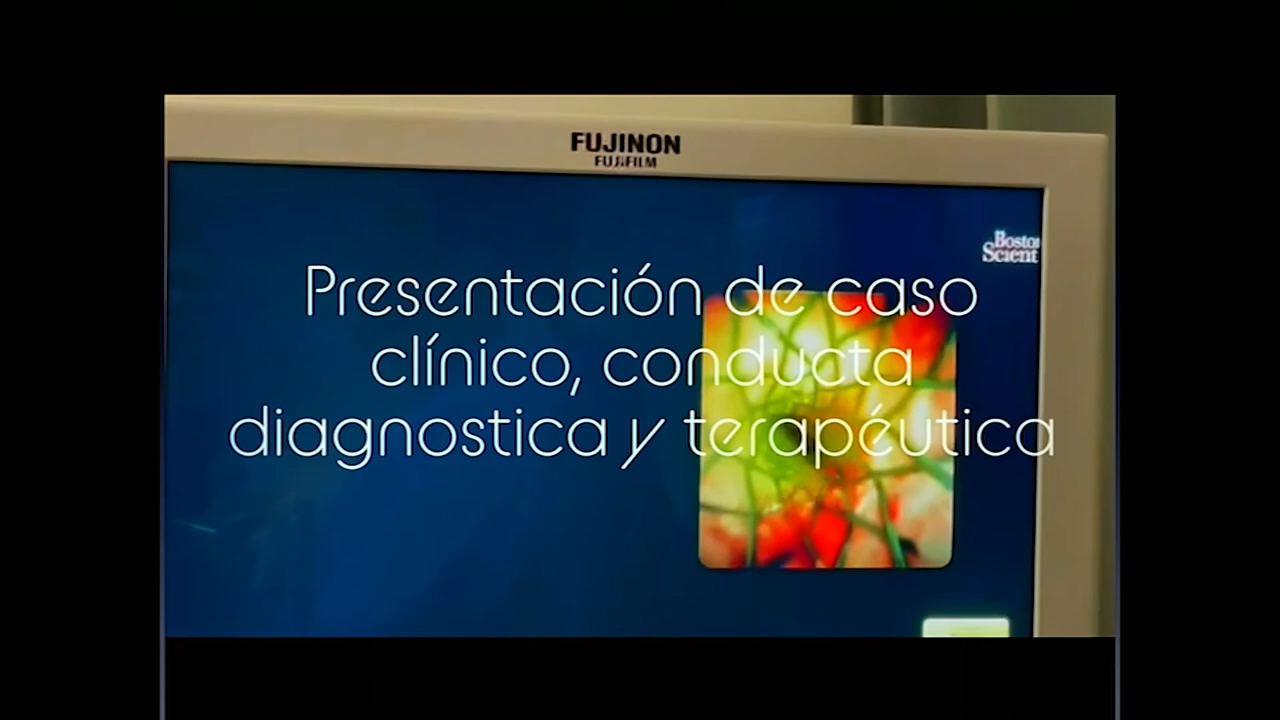 FUJINON
FUJIFILM
Boston
Scient
Presentación de caso
clínico, conducta
diagnostica y terapéutica